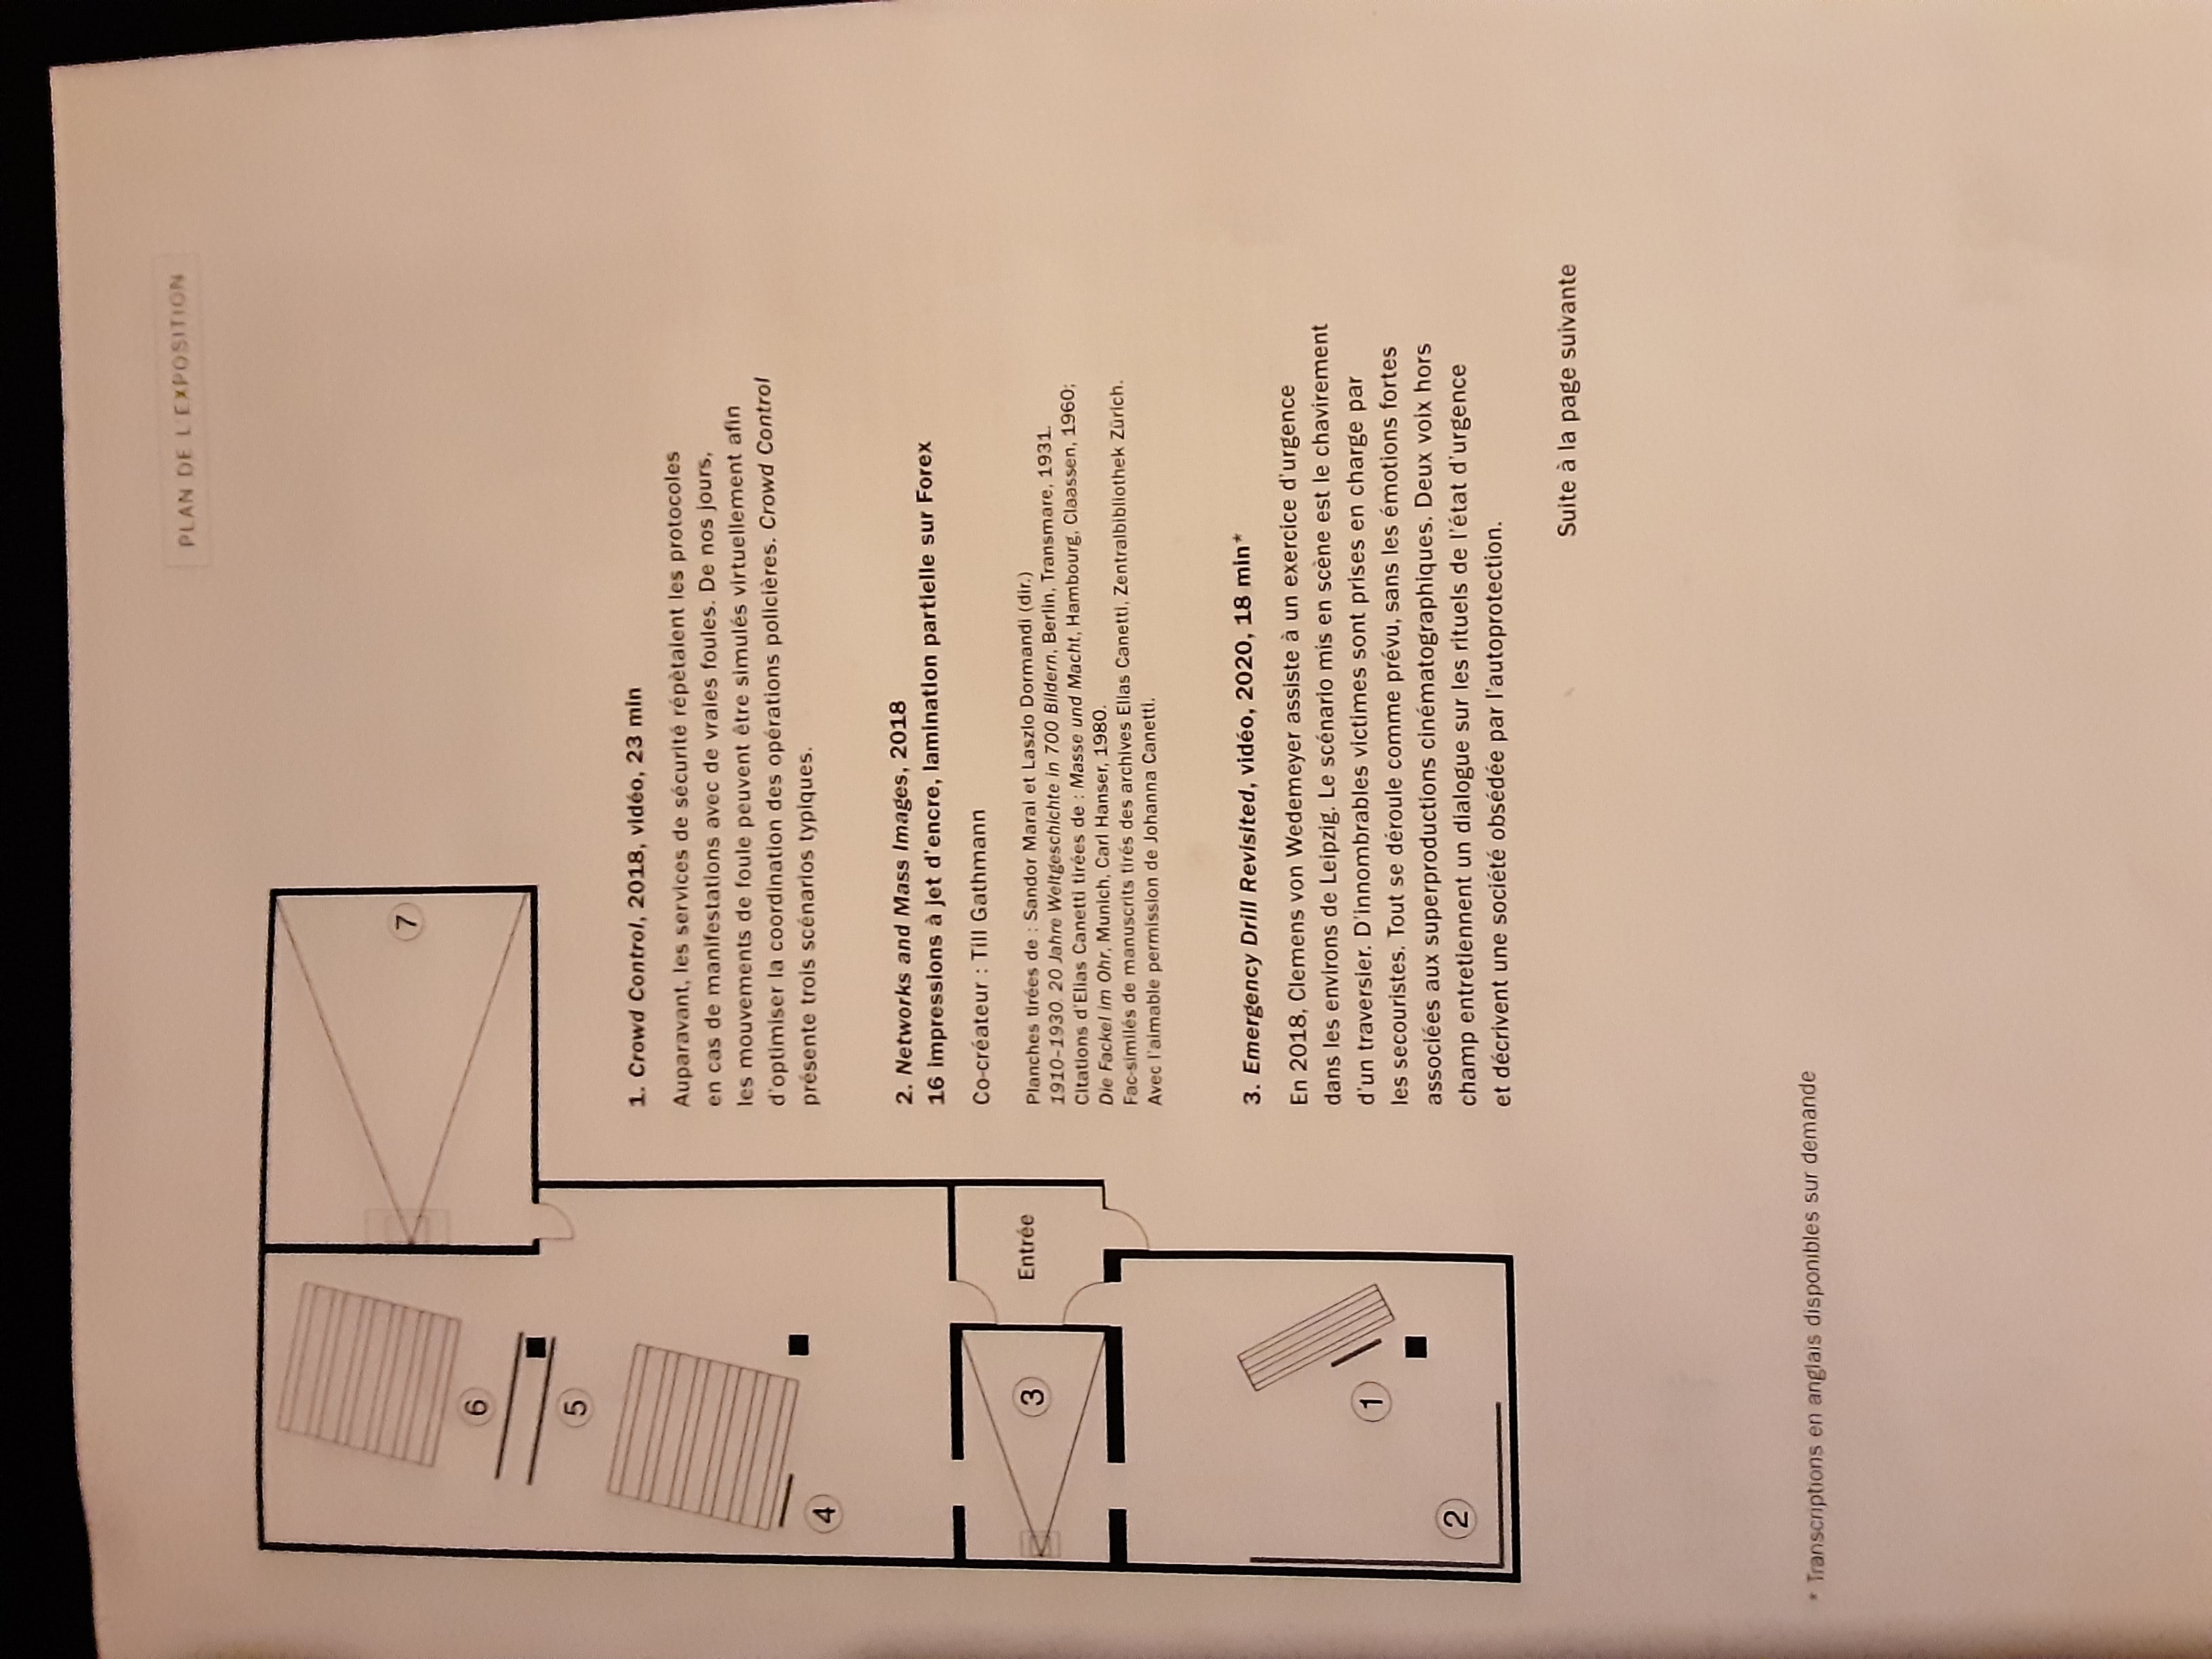 PLAN DE L'EXPOSITION
6
7
5
4
3
Entrée
1
2
1. Crowd Control, 2018, vidéo, 23 min
Auparavant, les services de sécurité répètaient les protocoles
en cas de manifestations avec de vraies foules. De nos jours,
les mouvements de foule peuvent être simulés virtuellement afin
d'optimiser la coordination des opérations policières. Crowd Control
présente trois scénarios typiques.
2. Networks and Mass Images, 2018
16 impressions à jet d'encre, lamination partielle sur Forex
Co-créateur : Till Gathmann
Planches tirées de : Sandor Marai et Laszlo Dormandi (dir.)
1910-1930. 20 Jahre Weltgeschichte in 700 Bildern, Berlin, Transmare, 1931.
Citations d'Elias Canetti tirées de : Masse und Macht, Hambourg, Claassen, 1960;
Die Fackel im Ohr, Munich, Carl Hanser, 1980.
Fac-similés de manuscrits tirés des archives Elias Canetti, Zentralbibliothek Zürich.
Avec l'aimable permission de Johanna Canetti.
3. Emergency Drill Revisited, vidéo, 2020, 18 min*
En 2018, Clemens von Wedemeyer assiste à un exercice d'urgence
dans les environs de Leipzig. Le scénario mis en scène est le chavirement
d'un traversier. D'innombrables victimes sont prises en charge par
les secouristes. Tout se déroule comme prévu, sans les émotions fortes
associées aux superproductions cinématographiques. Deux voix hors
champ entretiennent un dialogue sur les rituels de l'état d'urgence
et décrivent une société obsédée par l'autoprotection.
Suite à la page suivante
* Transcriptions en anglais disponibles sur demande